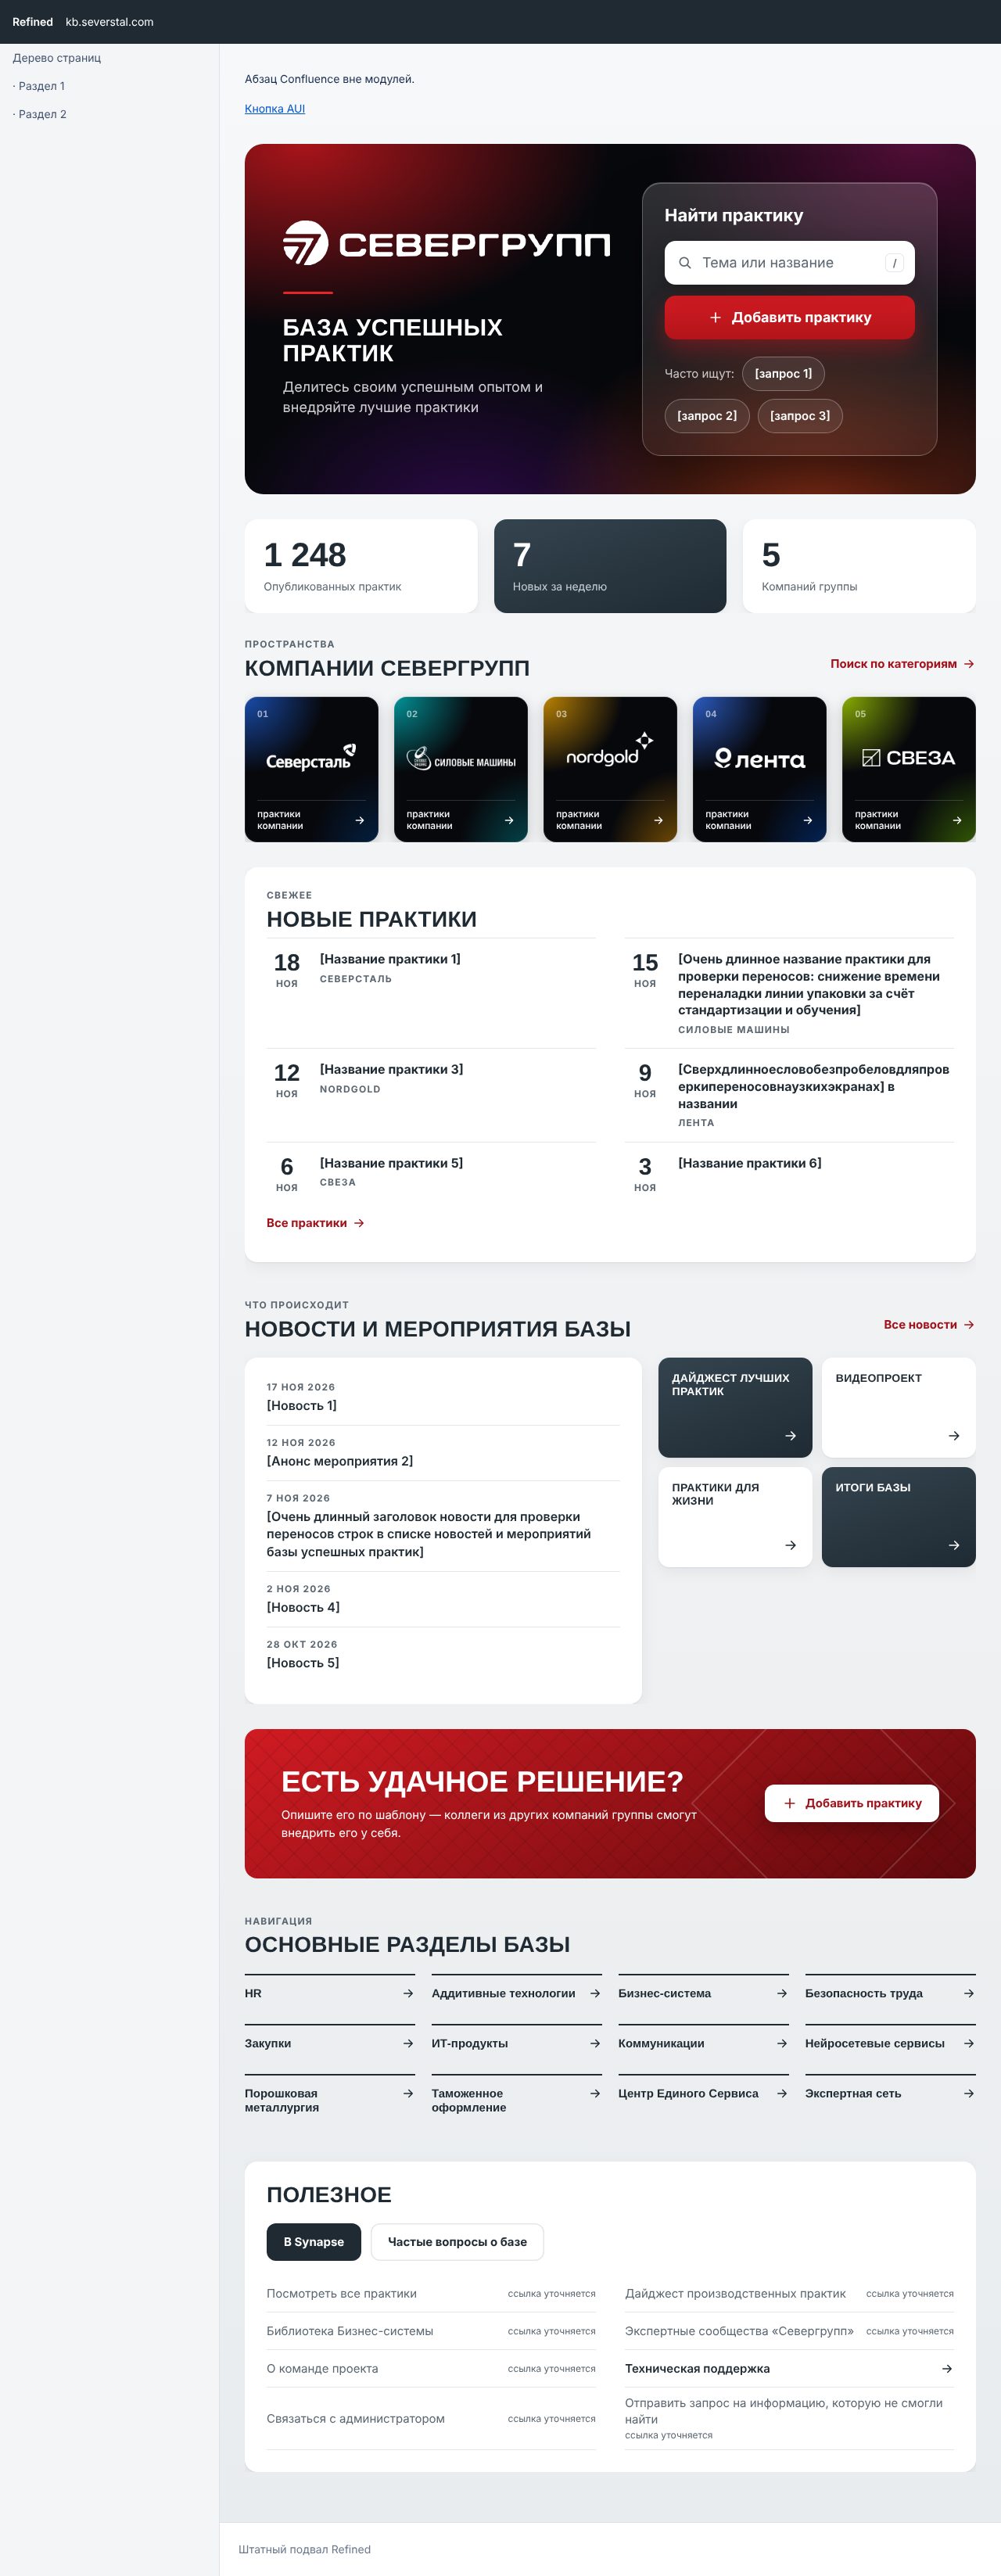 Refined kb.severstal.com
Дерево страниц
· Раздел 1
· Раздел 2
Абзац Confluence вне модулей.
Кнопка AUI
СЕВЕРГРУПП
БАЗА УСПЕШНЫХ
ПРАКТИК
Делитесь своим успешным опытом и
внедряйте лучшие практики
Найти практику
Тема или название /
Добавить практику
Часто ищут: [запрос 1]
[запрос 2] [запрос 3]
1 248
Опубликованных практик
7
Новых за неделю
5
Компаний группы
ПРОСТРАНСТВА
КОМПАНИИ СЕВЕРГРУПП
Поиск по категориям →
01
Северсталь
практики
компании →
02
СИЛОВЫЕ МАШИНЫ
практики
компании →
03
nordgold
практики
компании →
04
лента
практики
компании →
05
СВЕЗА
практики
компании →
СВЕЖЕЕ
НОВЫЕ ПРАКТИКИ
18
НОЯ
[Название практики 1]
СЕВЕРСТАЛЬ
15
НОЯ
[Очень длинное название практики для
проверки переносов: снижение времени
переналадки линии упаковки за счёт
стандартизации и обучения]
СИЛОВЫЕ МАШИНЫ
12
НОЯ
[Название практики 3]
NORDGOLD
9
НОЯ
[Сверхдлинноесловобезпробеловдляпров
еркипереносовнаузкихэкранах] в
названии
ЛЕНТА
6
НОЯ
[Название практики 5]
СВЕЗА
3
НОЯ
[Название практики 6]
Все практики →
ЧТО ПРОИСХОДИТ
НОВОСТИ И МЕРОПРИЯТИЯ БАЗЫ
Все новости →
17 НОЯ 2026
[Новость 1]
12 НОЯ 2026
[Анонс мероприятия 2]
7 НОЯ 2026
[Очень длинный заголовок новости для проверки
переносов строк в списке новостей и мероприятий
базы успешных практик]
2 НОЯ 2026
[Новость 4]
28 ОКТ 2026
[Новость 5]
ДАЙДЖЕСТ ЛУЧШИХ
ПРАКТИК
→
ВИДЕОПРОЕКТ
→
ПРАКТИКИ ДЛЯ
ЖИЗНИ
→
ИТОГИ БАЗЫ
→
ЕСТЬ УДАЧНОЕ РЕШЕНИЕ?
Опишите его по шаблону — коллеги из других компаний группы смогут
внедрить его у себя.
Добавить практику
НАВИГАЦИЯ
ОСНОВНЫЕ РАЗДЕЛЫ БАЗЫ
HR →
Аддитивные технологии →
Бизнес-система →
Безопасность труда →
Закупки →
ИТ-продукты →
Коммуникации →
Нейросетевые сервисы →
Порошковая
металлургия →
Таможенное
оформление →
Центр Единого Сервиса →
Экспертная сеть →
ПОЛЕЗНОЕ
В Synapse
Частые вопросы о базе
Посмотреть все практики ссылка уточняется
Дайджест производственных практик ссылка уточняется
Библиотека Бизнес-системы ссылка уточняется
Экспертные сообщества «Севергрупп» ссылка уточняется
О команде проекта ссылка уточняется
Техническая поддержка →
Связаться с администратором ссылка уточняется
Отправить запрос на информацию, которую не смогли
найти
ссылка уточняется
Штатный подвал Refined